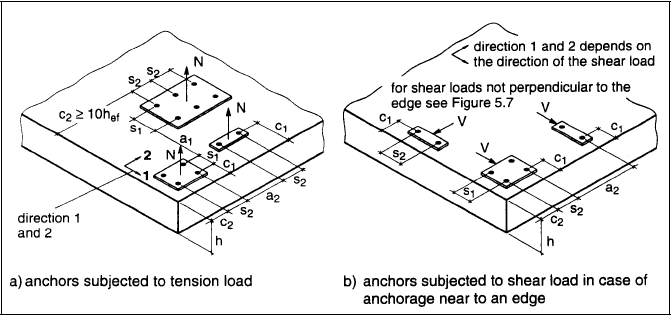 N
s2
s2
N
c2 ≥ 10hef
s1
a1
c1
2
N
s1
c1
1
s2
a2
s2
c2
h
direction 1
and 2
a) anchors subjected to tension load
direction 1 and 2 depends on
the direction of the shear load
for shear loads not perpendicular to the
edge see Figure 5.7
V
V
c1
c1
s2
V
c1
s1
a2
s2
c2
h
b) anchors subjected to shear load in case of
anchorage near to an edge